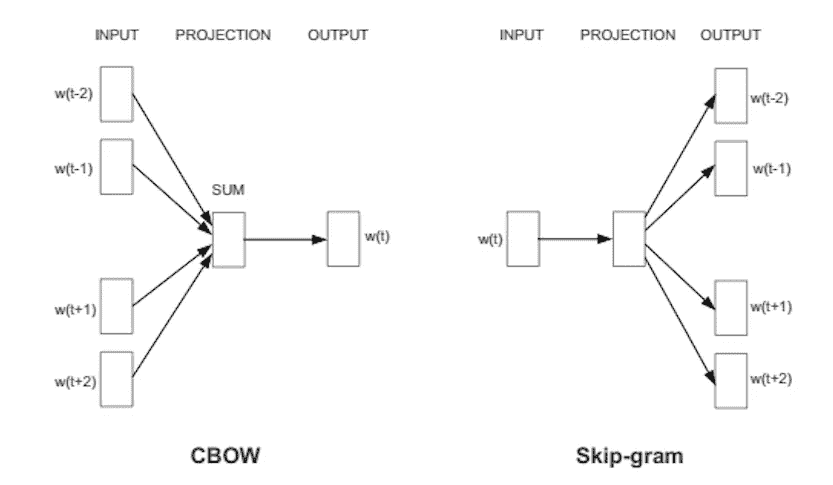 INPUT PROJECTION OUTPUT
w(t-2)
w(t-1)
SUM
w(t)
w(t+1)
w(t+2)
CBOW
INPUT PROJECTION OUTPUT
w(t-2)
w(t-1)
w(t)
w(t+1)
w(t+2)
Skip-gram